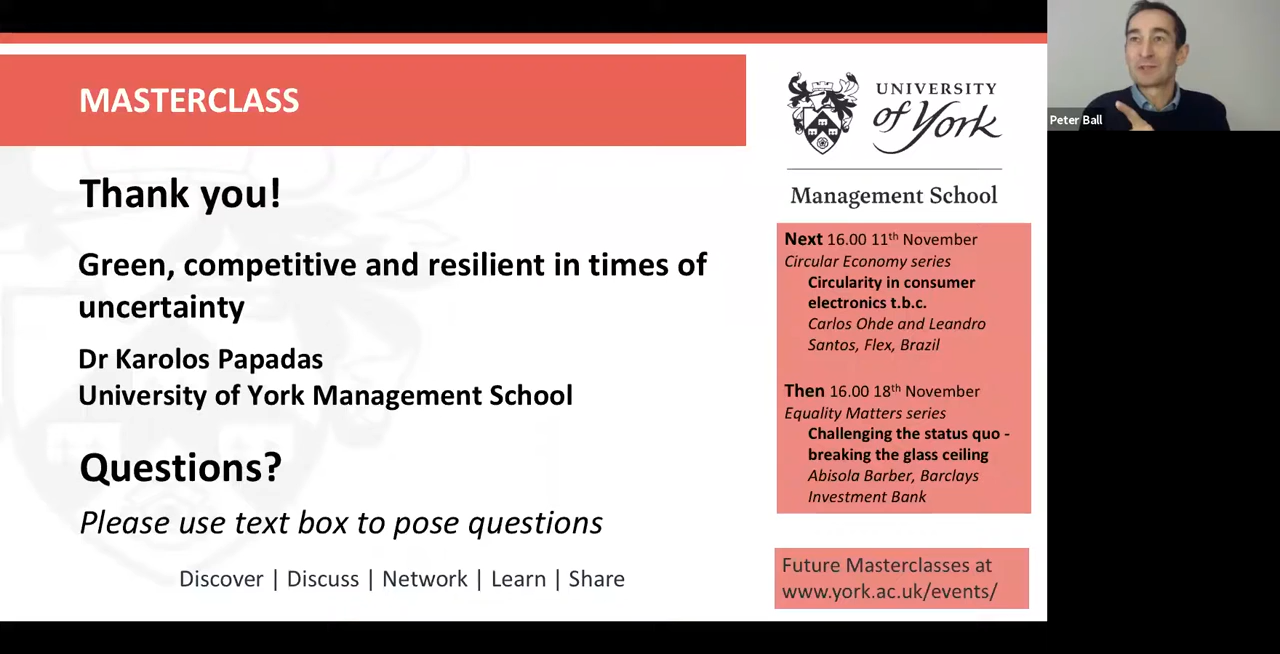 MASTERCLASS
Thank you!
Green, competitive and resilient in times of
uncertainty
Dr Karolos Papadas
University of York Management School
Questions?
Please use text box to pose questions
Discover | Discuss | Network | Learn | Share
UNIVERSITY
of York
Management School
Next 16.00 11th November
Circular Economy series
Circularity in consumer
electronics t.b.c.
Carlos Ohde and Leandro
Santos, Flex, Brazil
Then 16.00 18th November
Equality Matters series
Challenging the status quo -
breaking the glass ceiling
Abisola Barber, Barclays
Investment Bank
Future Masterclasses at
www.york.ac.uk/events/
Peter Ball